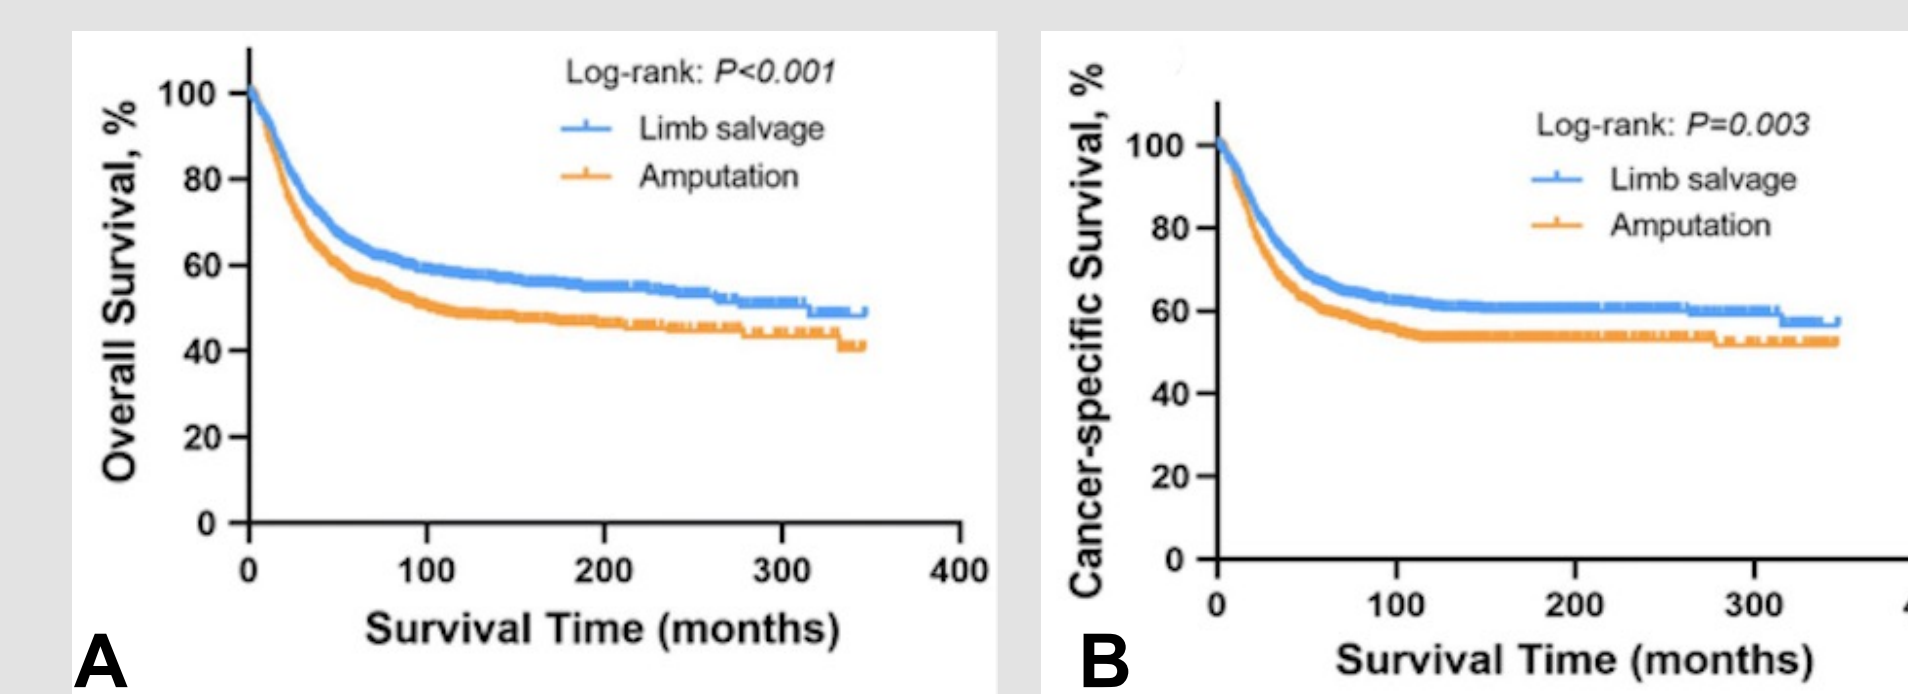 Log-rank: P<0.001
Limb salvage
Amputation
Overall Survival, %
100
80
60
40
20
0
0 100 200 300 400
Survival Time (months)
A
Log-rank: P=0.003
Limb salvage
Amputation
Cancer-specific Survival, %
100
80
60
40
20
0
0 100 200 300
Survival Time (months)
B